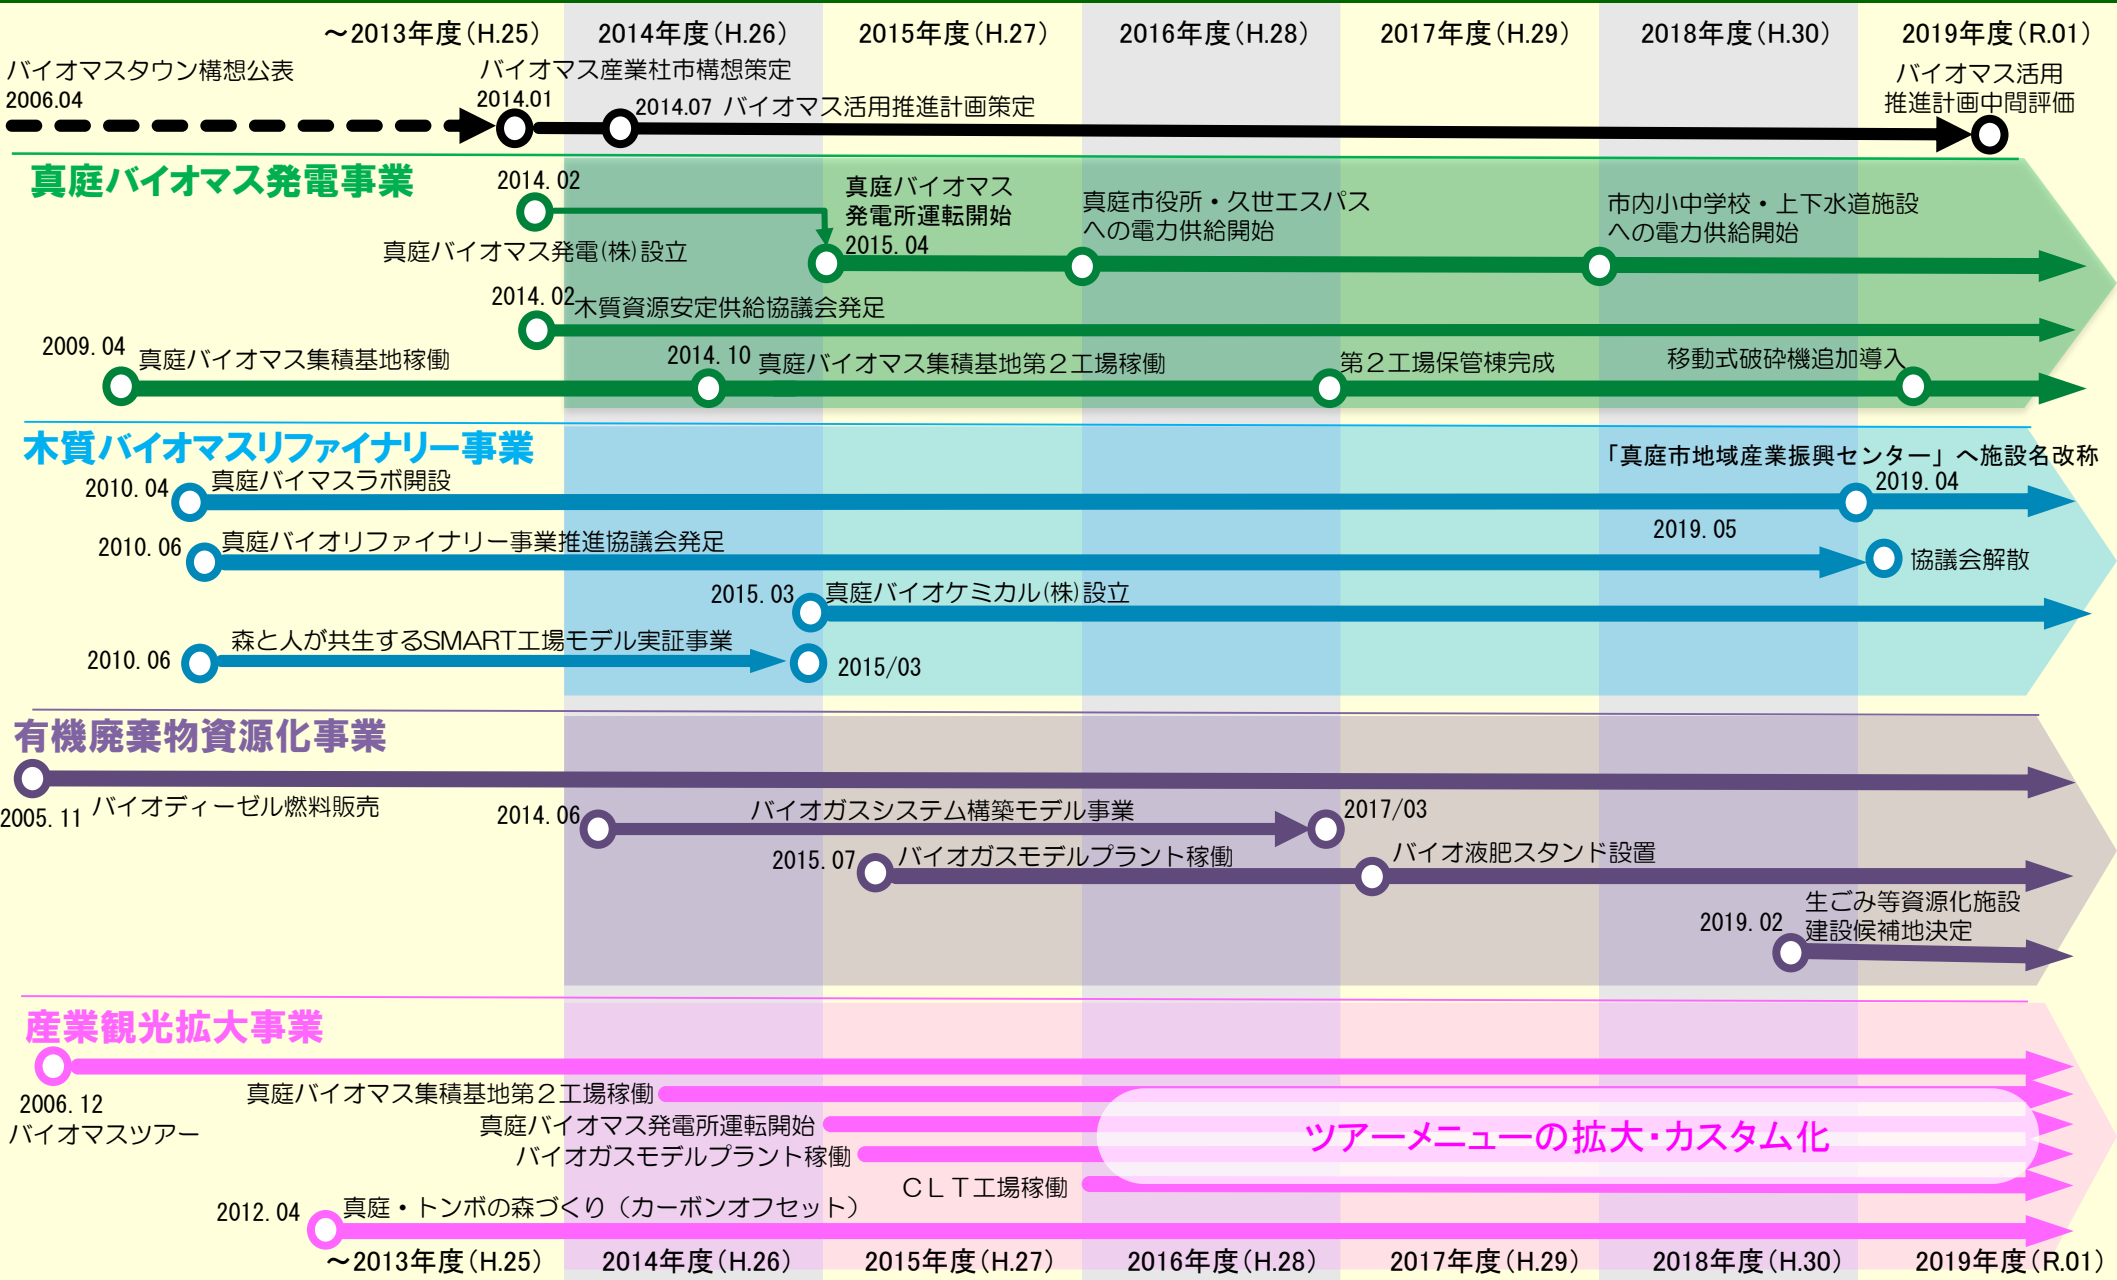 ～2013年度(H.25)
2014年度(H.26)
2015年度(H.27)
2016年度(H.28)
2017年度(H.29)
2018年度(H.30)
2019年度(R.01)
バイオマスタウン構想公表
2006.04
バイオマス産業杜市構想策定
2014.01
2014.07 バイオマス活用推進計画策定
バイオマス活用
推進計画中間評価
真庭バイオマス発電事業
2014.02
真庭バイオマス発電(株)設立
真庭バイオマス
発電所運転開始
2015.04
真庭市役所・久世エスパス
への電力供給開始
市内小中学校・上下水道施設
への電力供給開始
2014.02
木質資源安定供給協議会発足
2009.04
真庭バイオマス集積基地稼働
2014.10
真庭バイオマス集積基地第２工場稼働
第２工場保管棟完成
移動式破砕機追加導入
木質バイオマスリファイナリー事業
「真庭市地域産業振興センター」へ施設名改称
2010.04
真庭バイマスラボ開設
2019.04
2010.06
真庭バイオリファイナリー事業推進協議会発足
2019.05
協議会解散
2015.03
真庭バイオケミカル(株)設立
2010.06
森と人が共生するSMART工場モデル実証事業
2015/03
有機廃棄物資源化事業
2005.11
バイオディーゼル燃料販売
2014.06
バイオガスシステム構築モデル事業
2017/03
2015.07
バイオガスモデルプラント稼働
バイオ液肥スタンド設置
2019.02
生ごみ等資源化施設
建設候補地決定
産業観光拡大事業
2006.12
バイオマスツアー
真庭バイオマス集積基地第２工場稼働
真庭バイオマス発電所運転開始
バイオガスモデルプラント稼働
ＣＬＴ工場稼働
ツアーメニューの拡大・カスタム化
2012.04
真庭・トンボの森づくり（カーボンオフセット）
～2013年度(H.25)
2014年度(H.26)
2015年度(H.27)
2016年度(H.28)
2017年度(H.29)
2018年度(H.30)
2019年度(R.01)